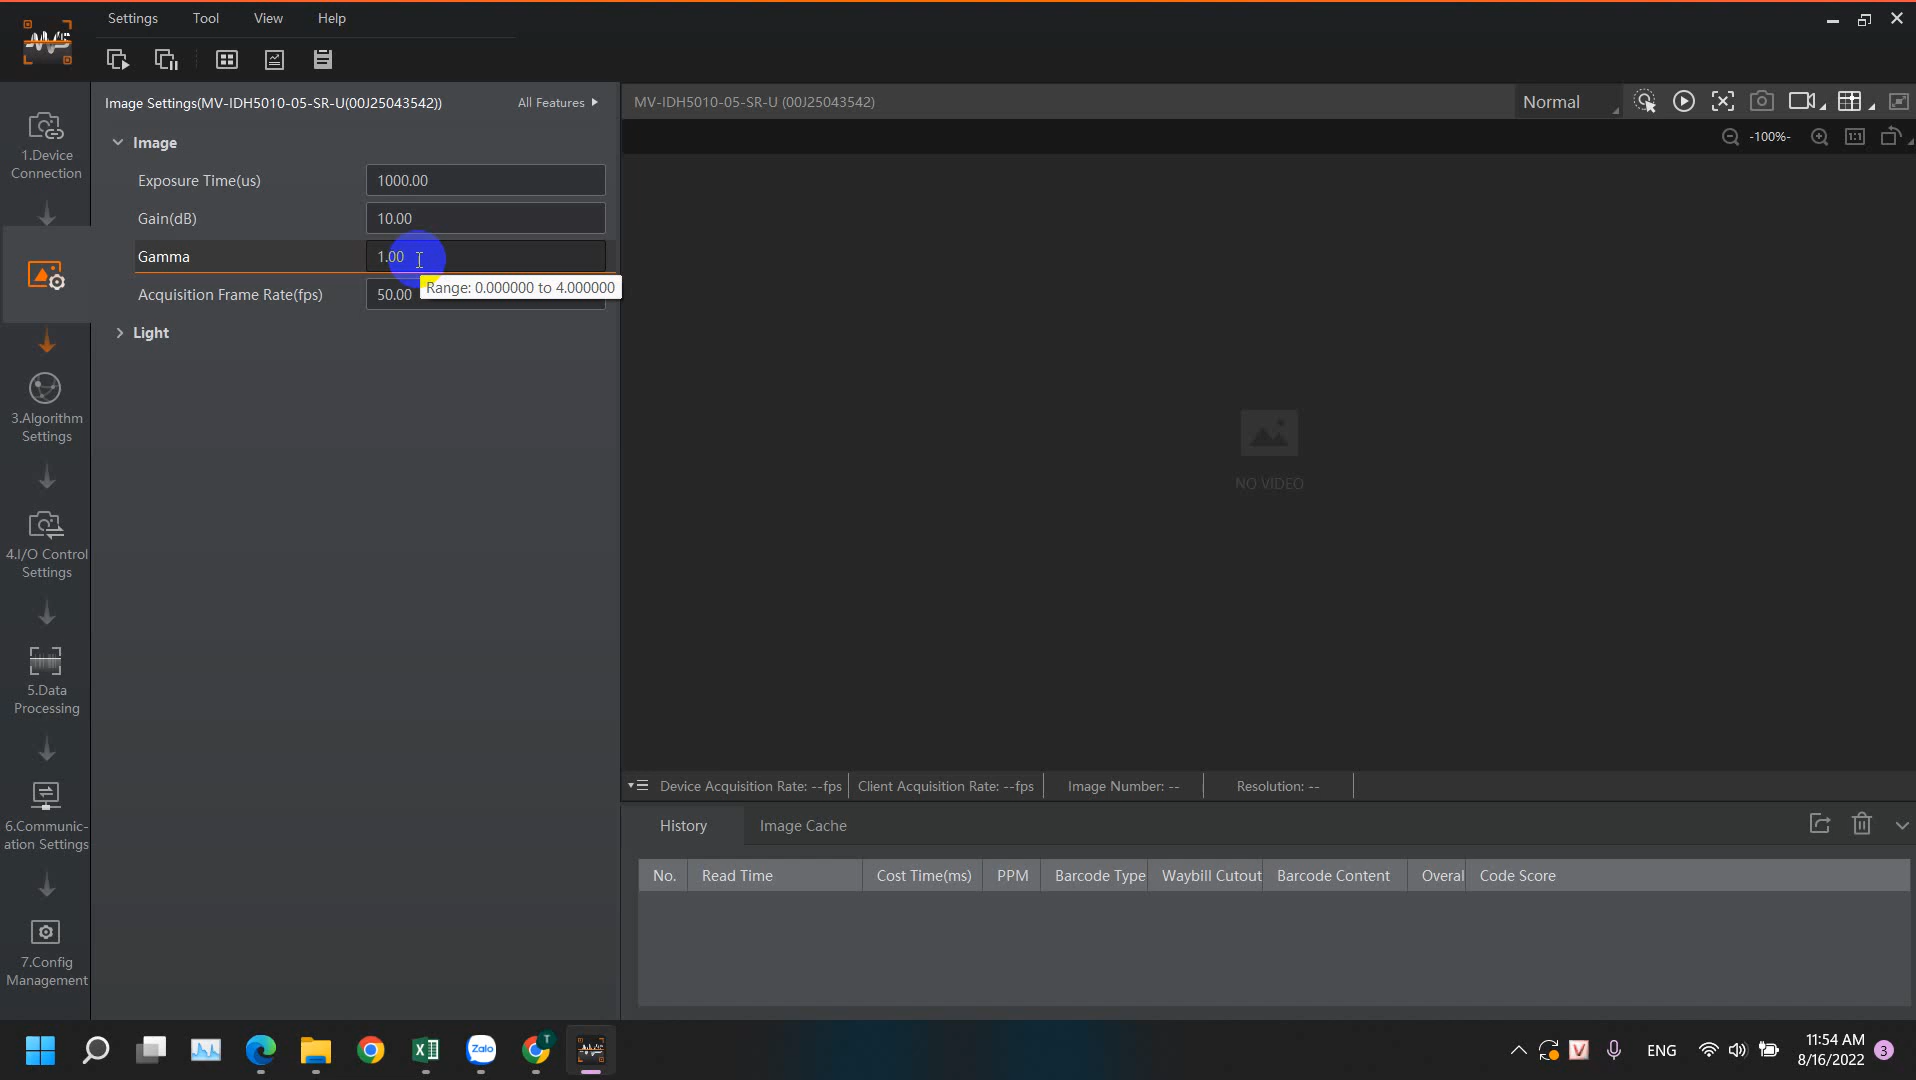 Settings Tool View Help
Image Settings(MV-IDH5010-05-SR-U(00J25043542)) All Features
MV-IDH5010-05-SR-U (00J25043542) Normal
-100%- 1:1
Image
Exposure Time(us) 1000.00
Gain(dB) 10.00
Gamma 1.00
Range: 0.000000 to 4.000000
Acquisition Frame Rate(fps) 50.00
Light
1.Device
Connection
3.Algorithm
Settings
4.I/O Control
Settings
5.Data
Processing
6.Communic-
ation Settings
7.Config
Management
NO VIDEO
Device Acquisition Rate: --fps Client Acquisition Rate: --fps Image Number: -- Resolution: --
History Image Cache
No. Read Time Cost Time(ms) PPM Barcode Type Waybill Cutout Barcode Content Overal Code Score
Zalo T V ENG 11:54 AM
8/16/2022 3